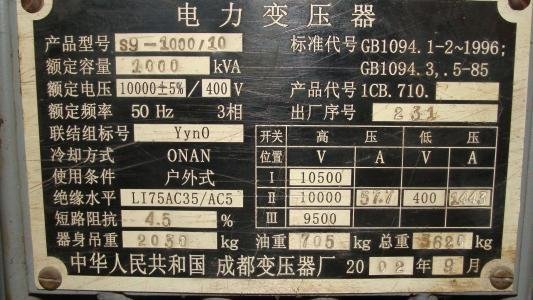 电力变压器
产品型号 S9-1000/10 标准代号 GB1094.1-2~1996;
额定容量 1000 kVA GB1094.3,.5-85
额定电压 10000±5%/400 V 产品代号 1CB.710.
额定频率 50 Hz 3相 出厂序号 231
联结组标号 Yyn0
冷却方式 ONAN
使用条件 户外式
绝缘水平 LI75AC35/AC5
短路阻抗 4.5 %
开关 高压 低压
位置 V A V A
I 10500
II 10000 57.7 400 1443
III 9500
器身吊重 2030 kg 油重 705 kg 总重 3620 kg
中华人民共和国 成都变压器厂 2002年9月